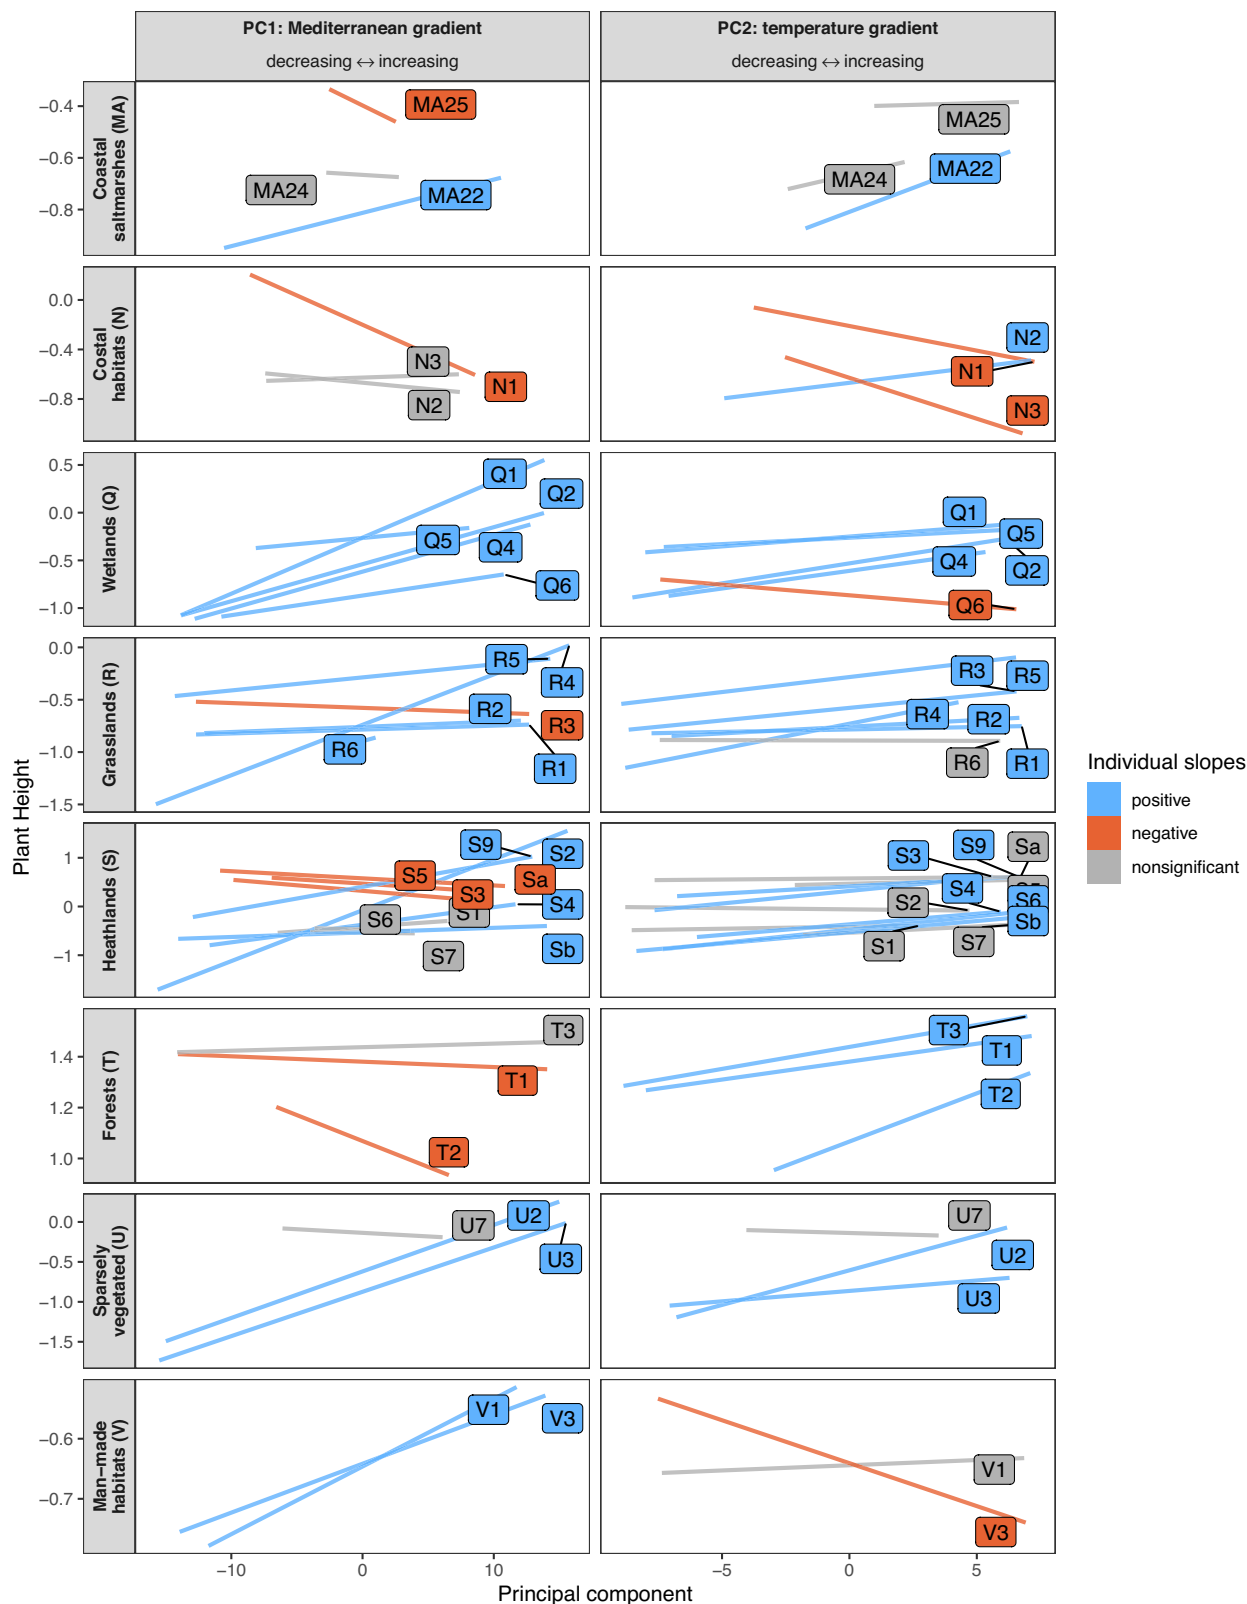 PC1: Mediterranean gradient
decreasing ↔ increasing
PC2: temperature gradient
decreasing ↔ increasing
Plant Height
Coastal
saltmarshes (MA)
−0.4
−0.6
−0.8
MA25
MA24
MA22
MA25
MA22
MA24
Costal
habitats (N)
0.0
−0.4
−0.8
N3
N1
N2
N2
N1
N3
Wetlands (Q)
0.5
0.0
−0.5
−1.0
Q1
Q2
Q5
Q4
Q6
Q1
Q5
Q4
Q2
Q6
Grasslands (R)
0.0
−0.5
−1.0
−1.5
R5
R4
R2
R3
R6
R1
R3
R5
R4
R2
R6
R1
Heathlands (S)
1
0
−1
S9
S2
S5
Sa
S3
S4
S6
S1
S7
Sb
S9
Sa
S3
S4
S6
S2
Sb
S1
S7
Forests (T)
1.4
1.2
1.0
T3
T1
T2
T3
T1
T2
Sparsely
vegetated (U)
0.0
−0.5
−1.0
−1.5
U2
U7
U3
U7
U2
U3
Man−made
habitats (V)
−0.6
−0.7
V1
V3
V1
V3
−10
0
10
−5
0
5
Principal component
Individual slopes
positive
negative
nonsignificant